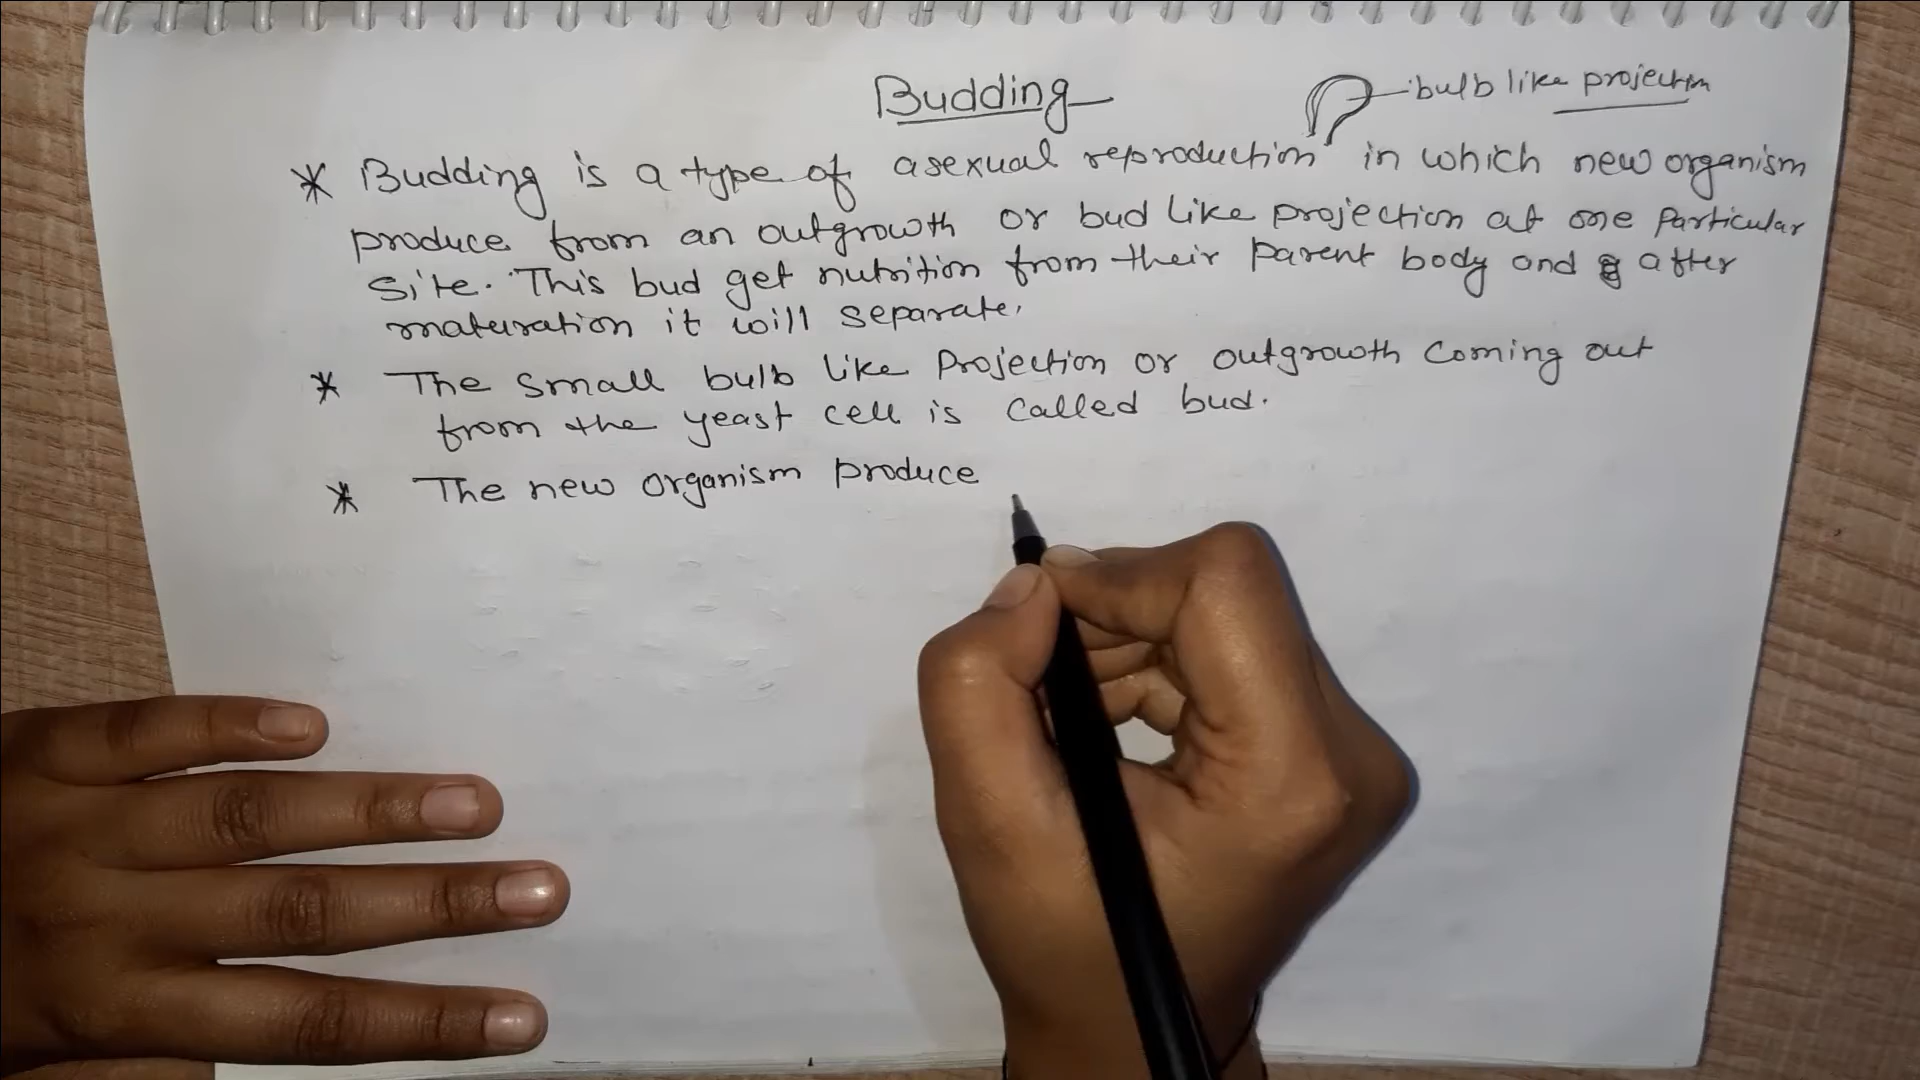 Budding
bulb like projection
* Budding is a type of asexual reproduction in which new organism
produce from an outgrowth or bud like projection at one particular
site. This bud get nutrition from their parent body and after
maturation it will separate.
* The small bulb like Projection or outgrowth coming out
from the yeast cell is called bud.
* The new organism produce